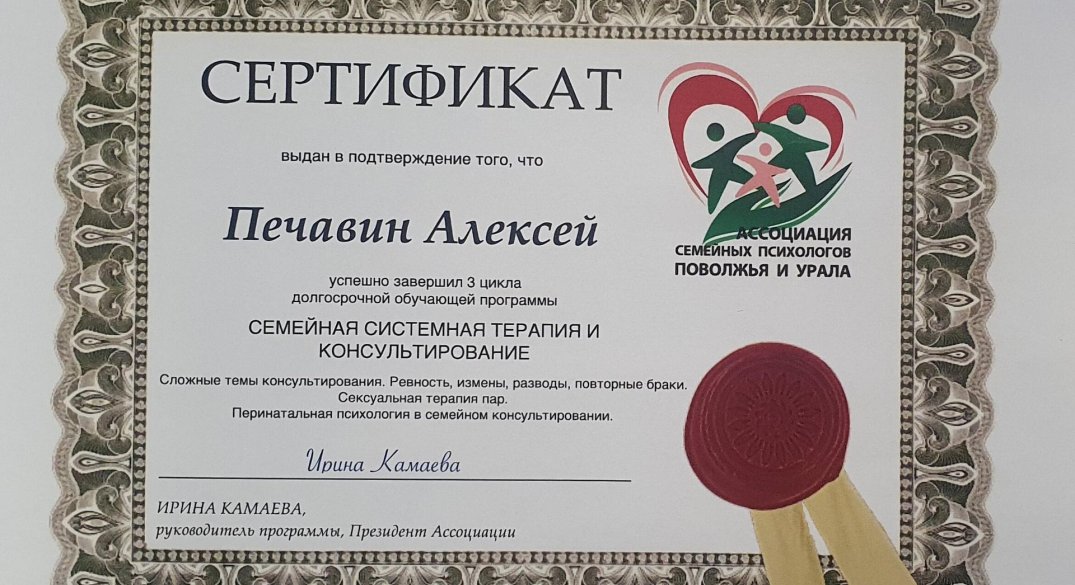 СЕРТИФИКАТ
выдан в подтверждение того, что
Печавин Алексей
успешно завершил 3 цикла
долгосрочной обучающей программы
СЕМЕЙНАЯ СИСТЕМНАЯ ТЕРАПИЯ И
КОНСУЛЬТИРОВАНИЕ
Сложные темы консультирования. Ревность, измены, разводы, повторные браки.
Сексуальная терапия пар.
Перинатальная психология в семейном консультировании.
Ирина Камаева
ИРИНА КАМАЕВА,
руководитель программы, Президент Ассоциации
АССОЦИАЦИЯ
СЕМЕЙНЫХ ПСИХОЛОГОВ
ПОВОЛЖЬЯ И УРАЛА